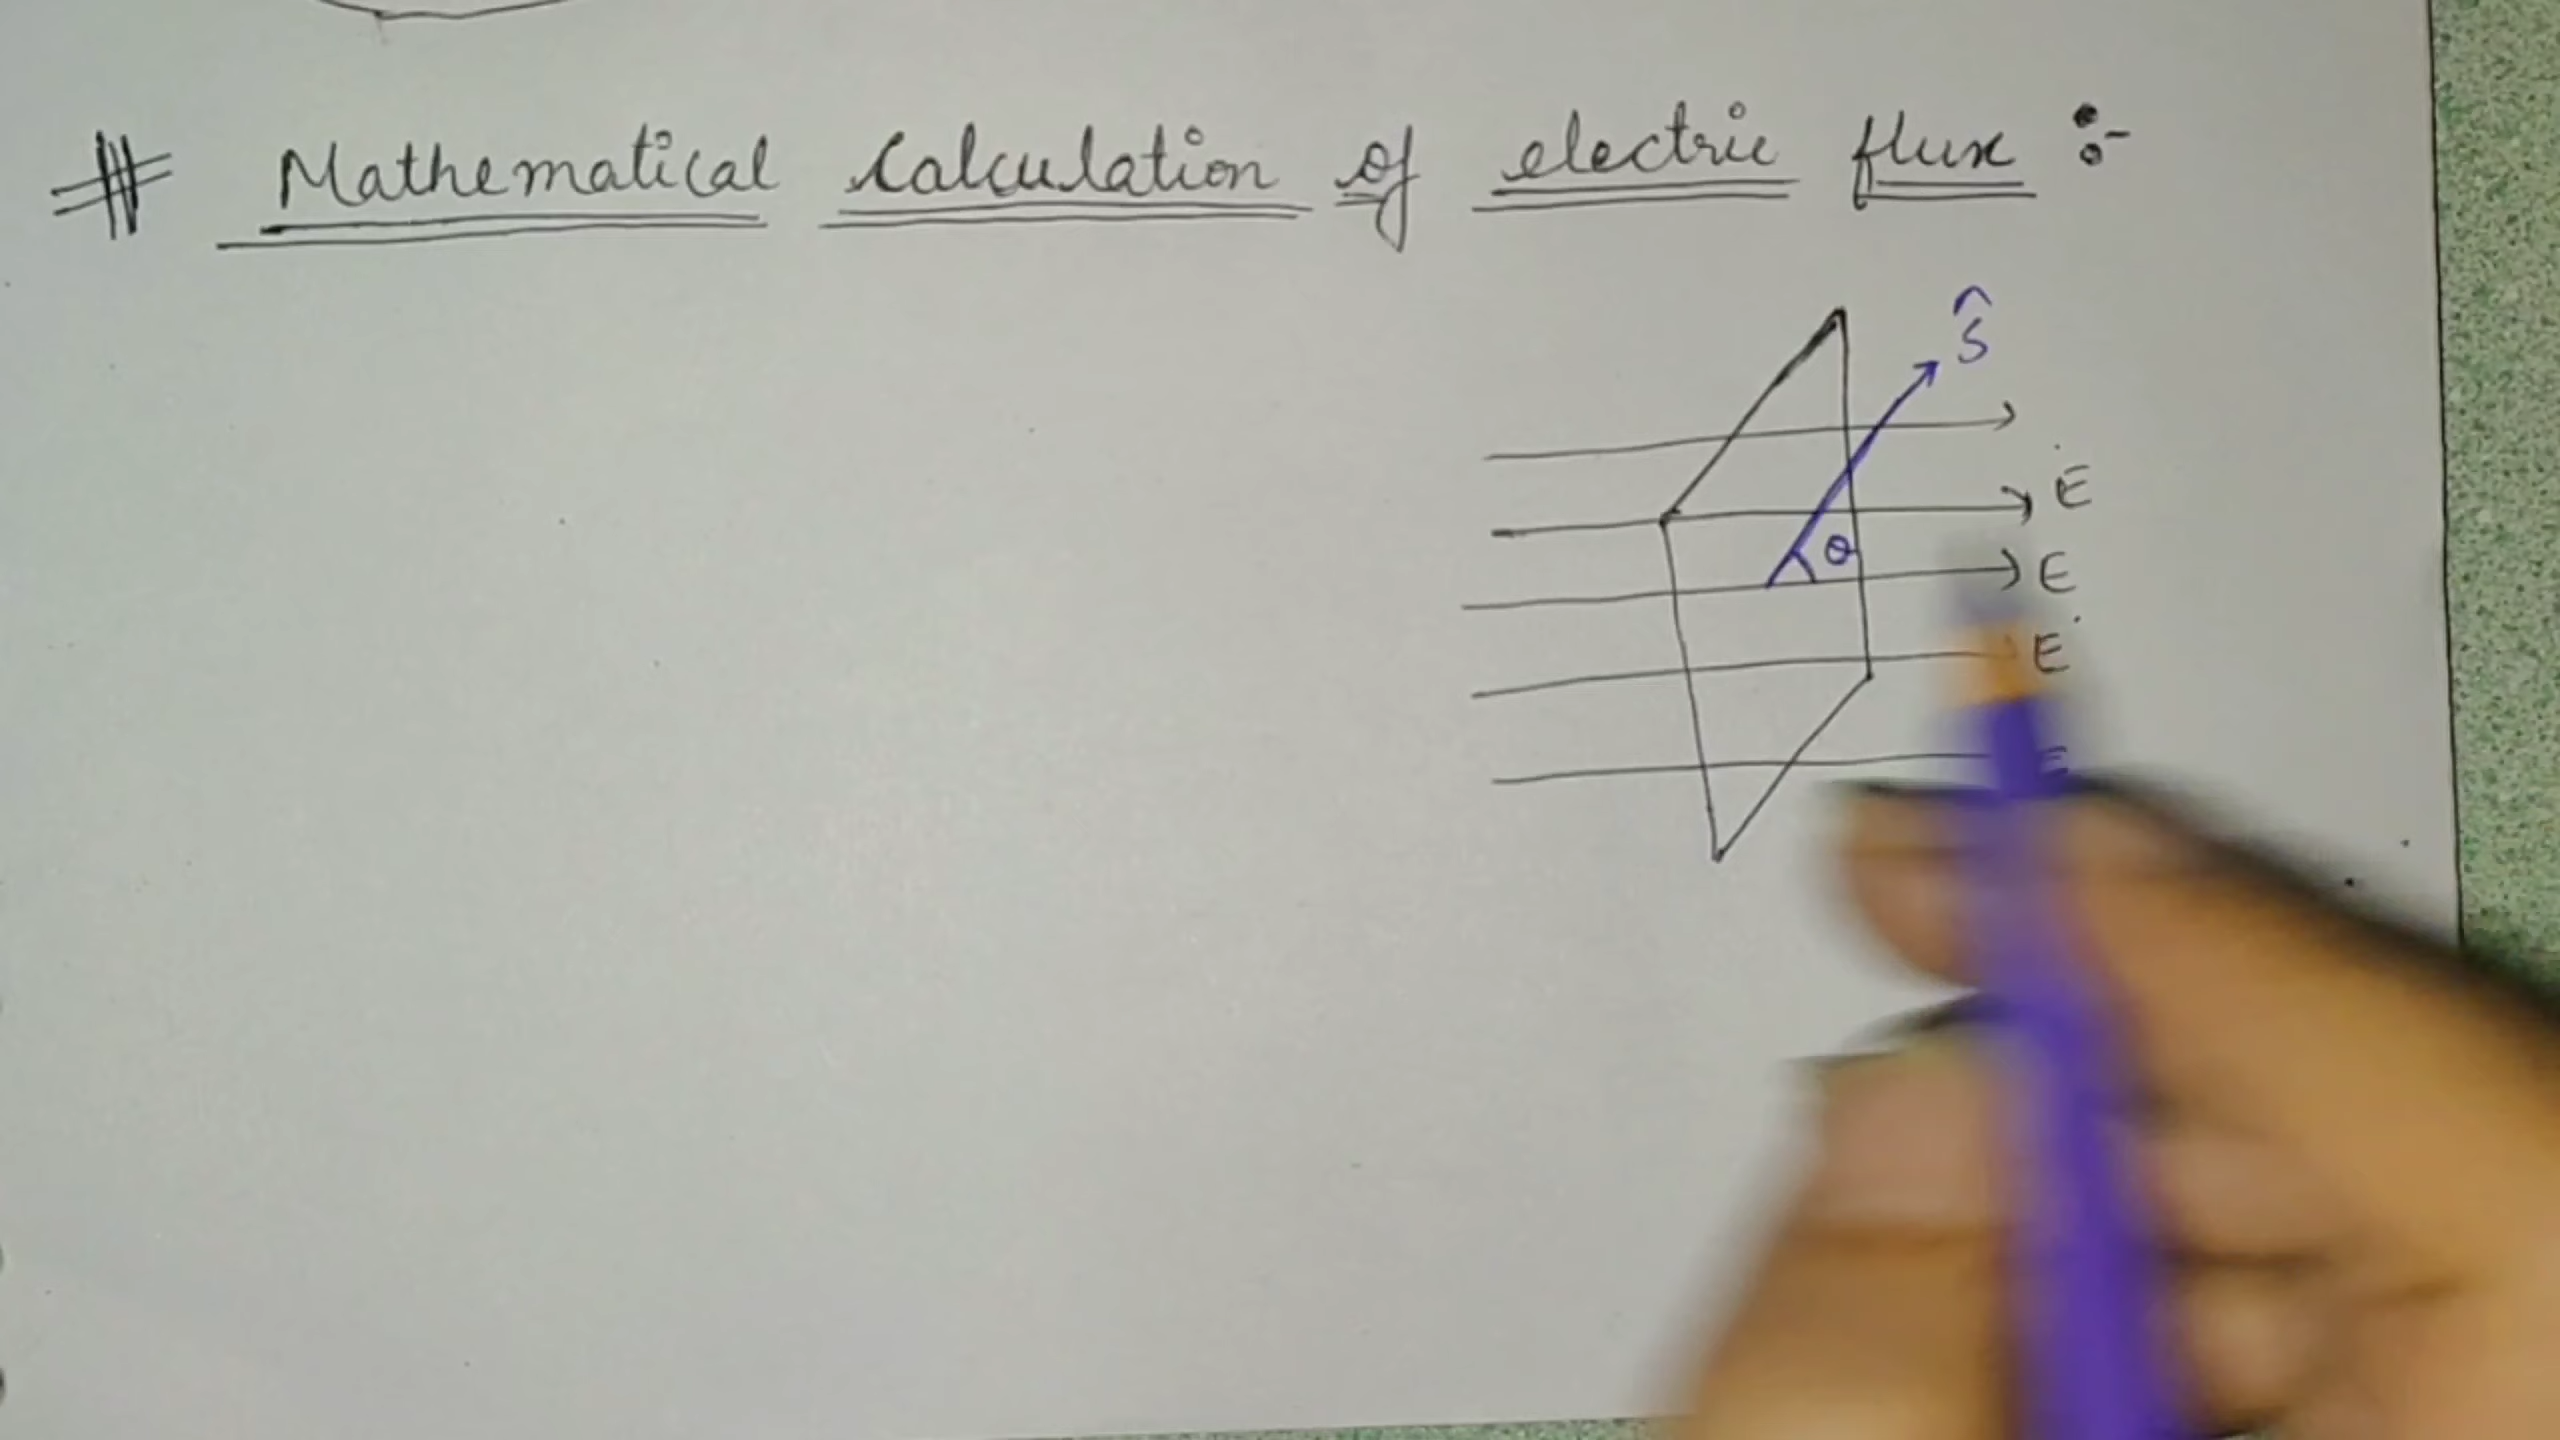 # Mathematical Calculation of electric flux :-
Ŝ
E
θ
E
E
E